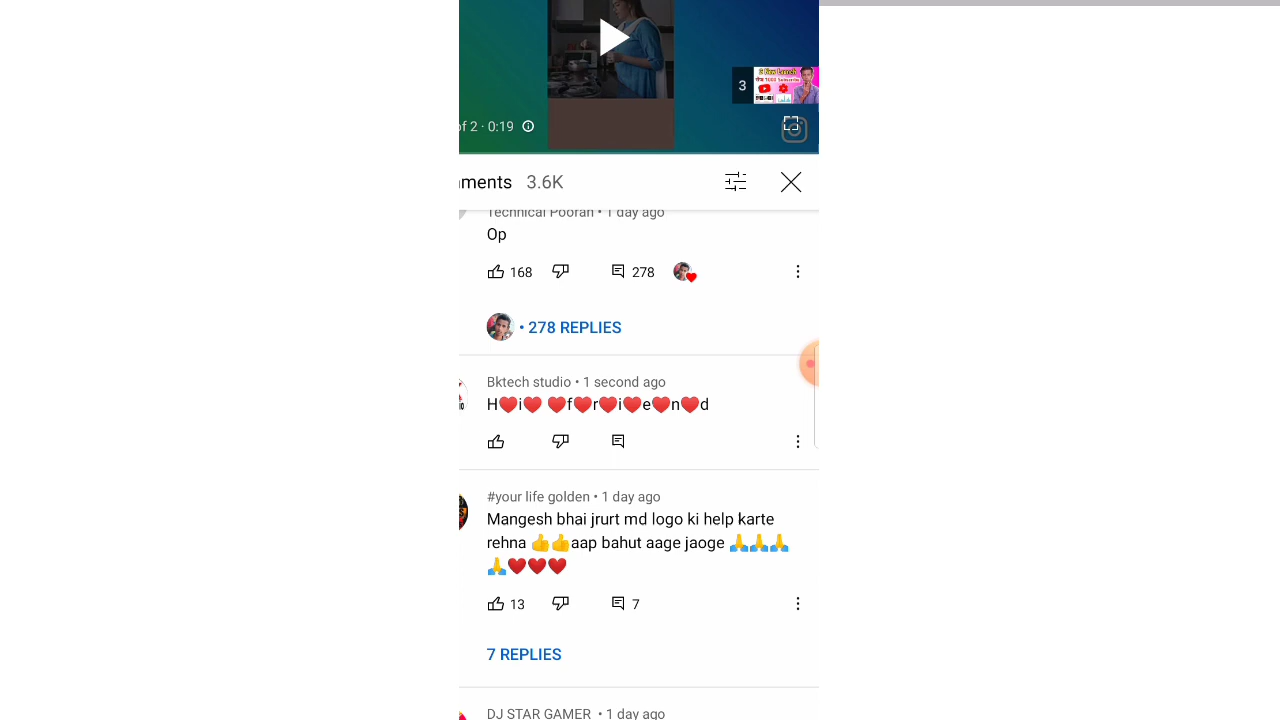 3
of 2 · 0:19
ments 3.6K
Technical Pooran • 1 day ago
Op
168 278
• 278 REPLIES
Bktech studio • 1 second ago
H❤️i❤️ ❤️f❤️r❤️i❤️e❤️n❤️d
#your life golden • 1 day ago
Mangesh bhai jrurt md logo ki help karte
rehna 👍👍aap bahut aage jaoge 🙏🙏🙏
🙏❤️❤️❤️
13 7
7 REPLIES
DJ STAR GAMER • 1 day ago